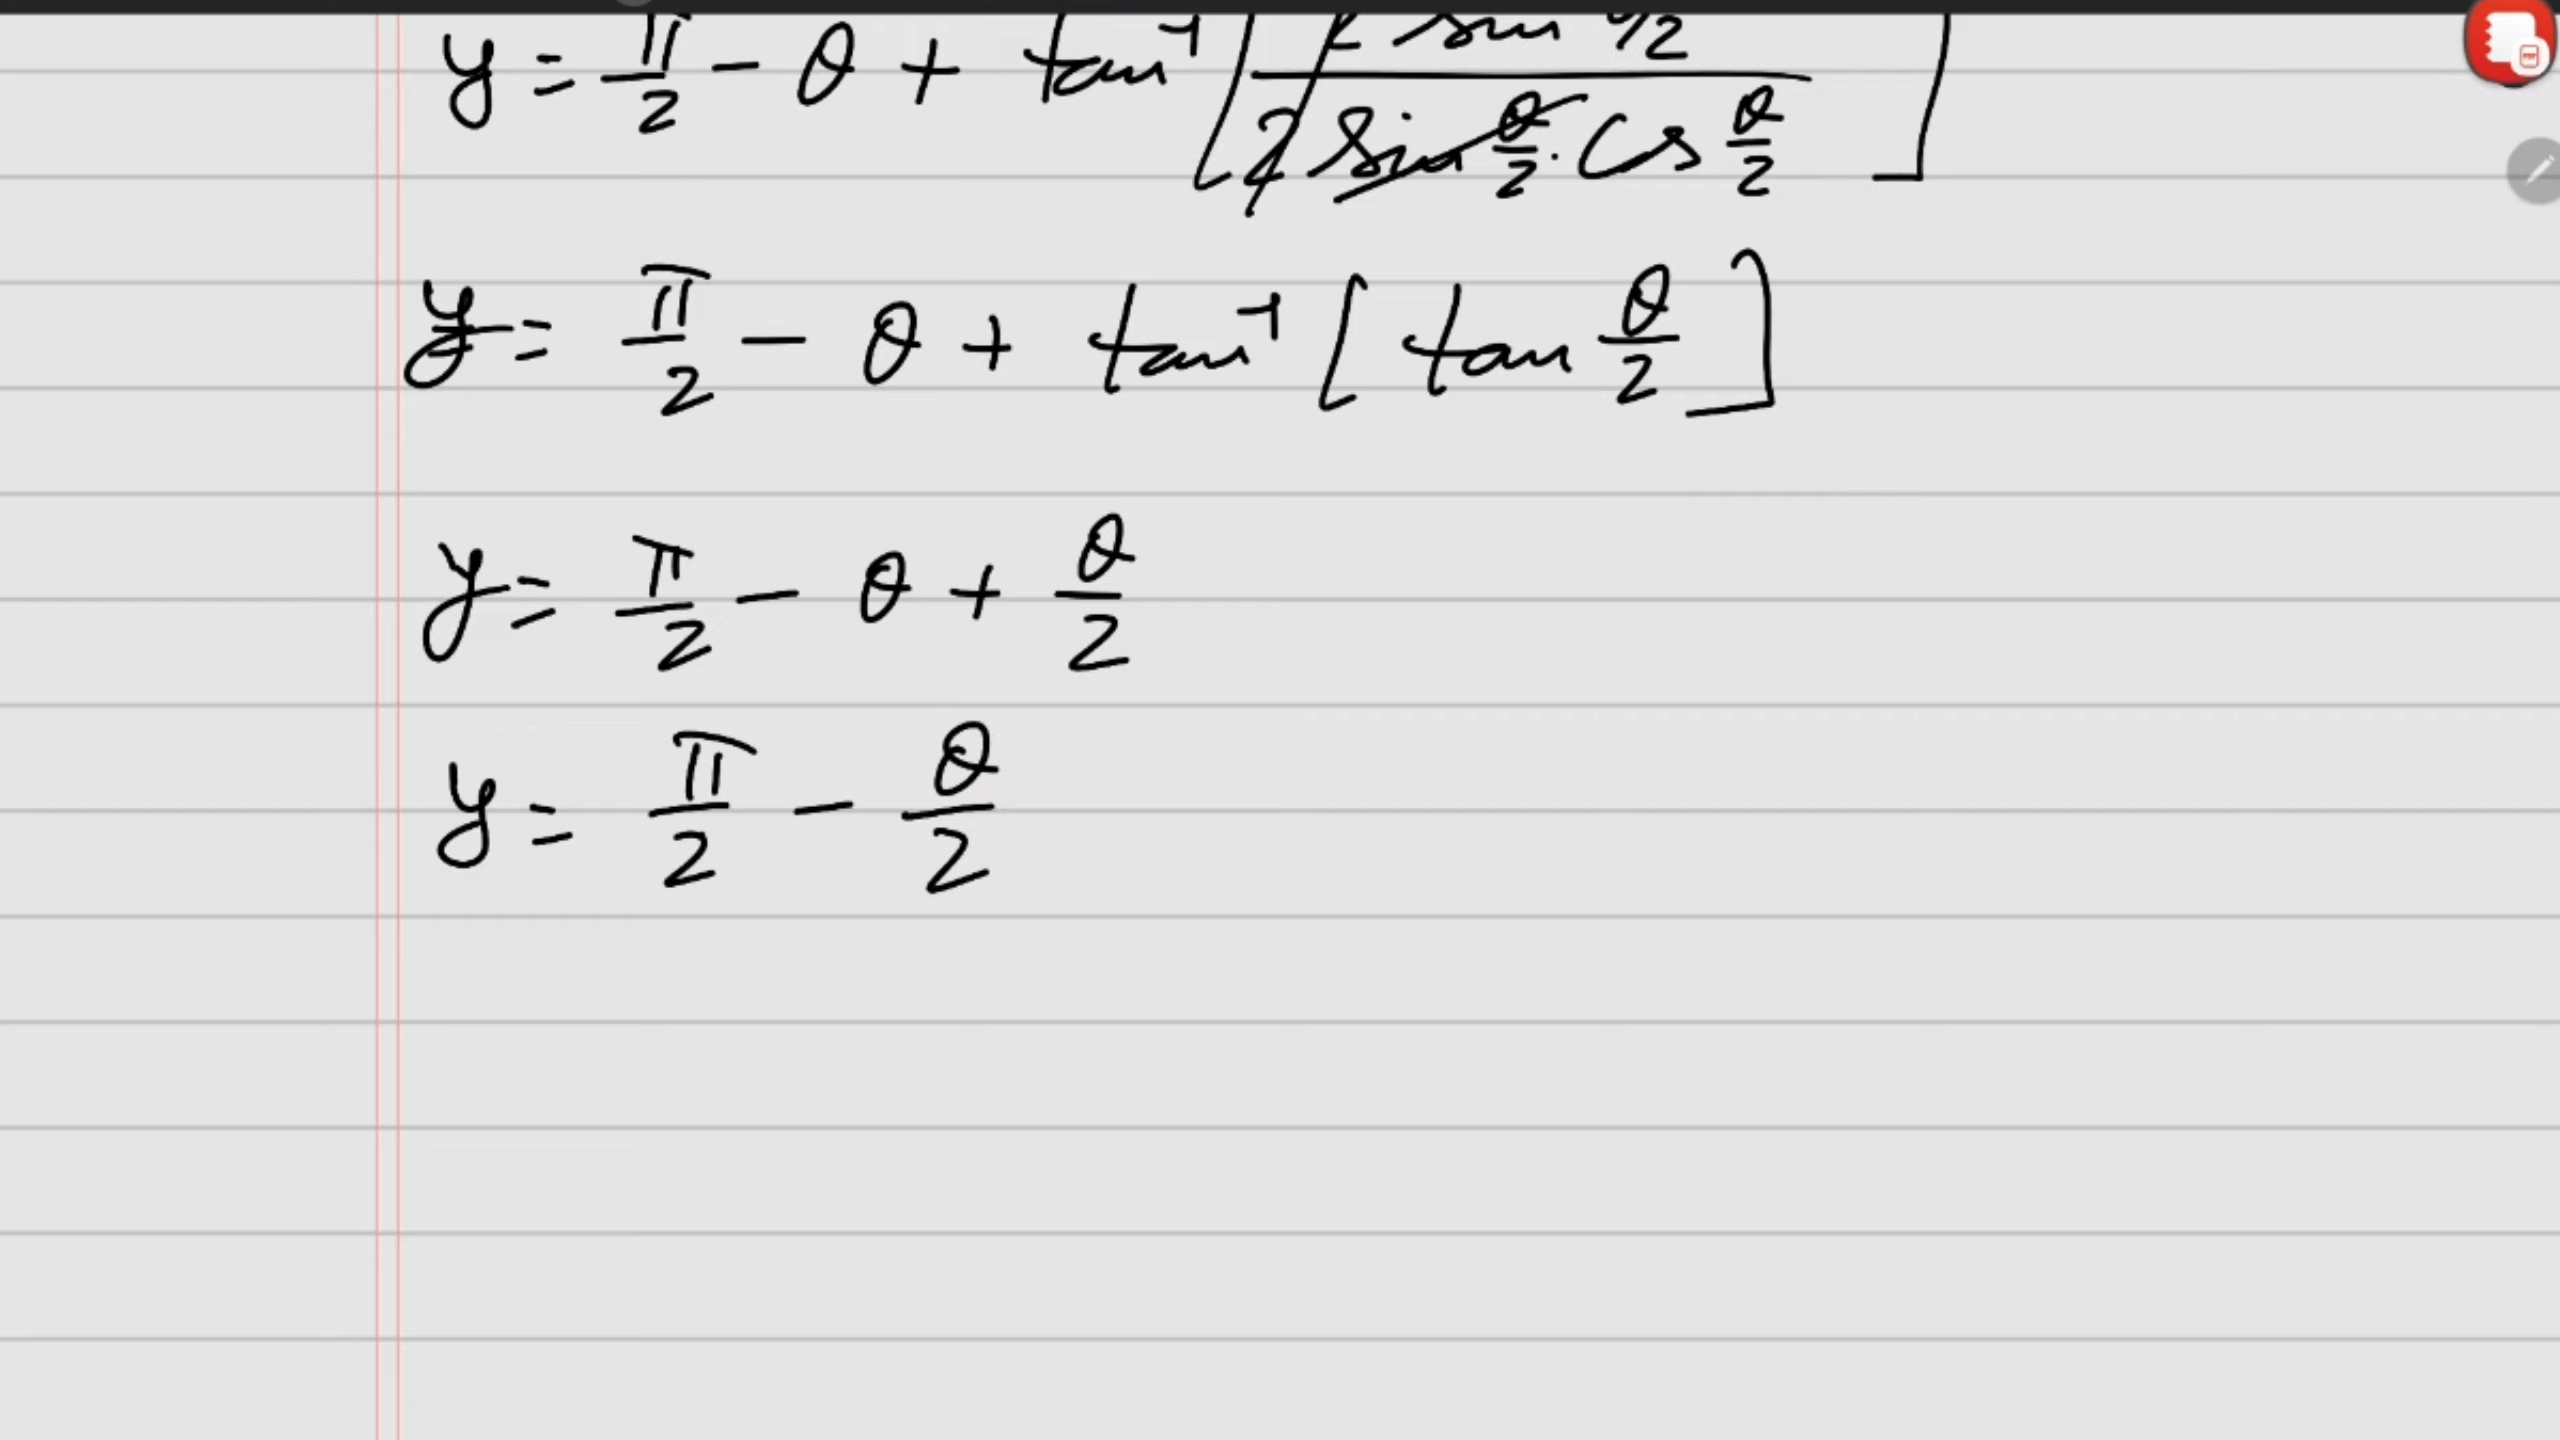 y = π/2 - θ + tan⁻¹ [2 sin² θ/2 / 2 sin θ/2 . Cos θ/2]
y = π/2 - θ + tan⁻¹ [tan θ/2]
y = π/2 - θ + θ/2
y = π/2 - θ/2